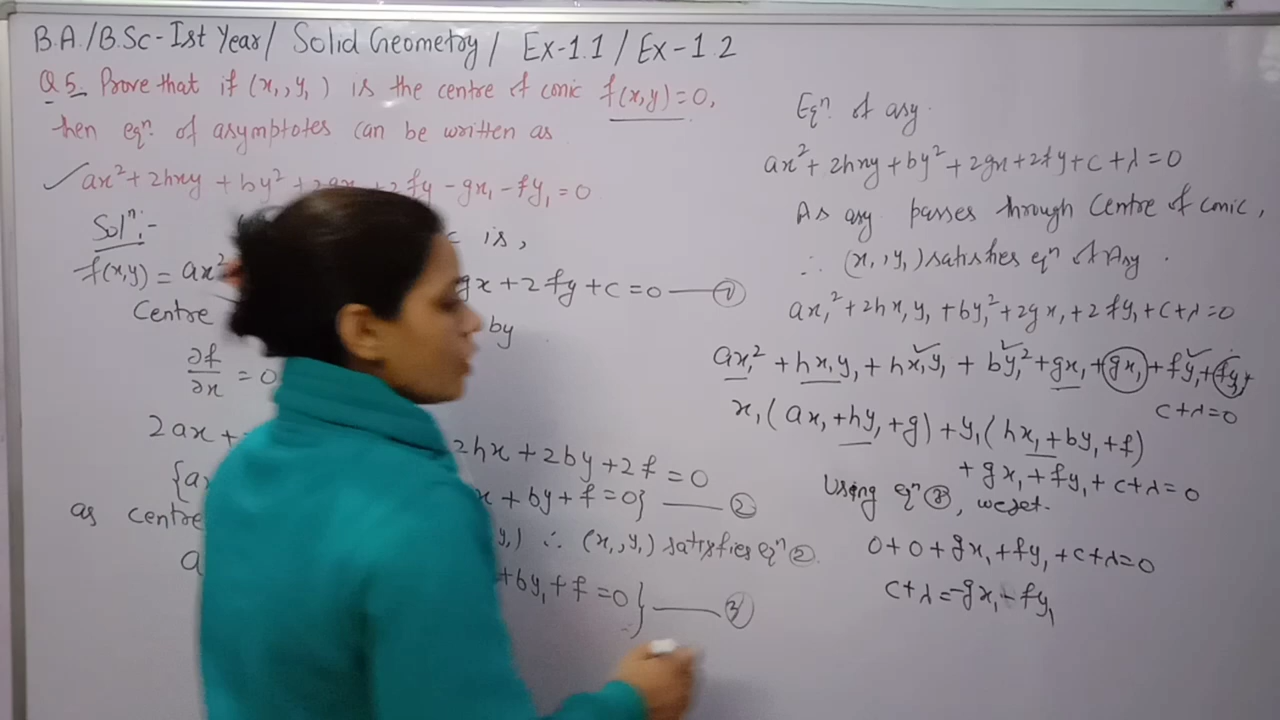 B.A./B.Sc-Ist Year/ Solid Geometry/ Ex-1.1 / Ex-1.2
Q 5. Prove that if (x₁, y₁) is the centre of conic f(x,y)=0,
then eqⁿ. of asymptotes can be written as
✓ ax²+2hxy+by²+2gx+2fy-gx₁-fy₁=0
Solⁿ:- is,
f(x,y) = ax² gx+2fy+c=0 —— ①
Centre by
∂f/∂x = 0
2ax + 2hx+2by+2f=0
{ax x+by+f=0} —— ②
as centre y₁) ∴ (x₁,y₁) satisfies eqⁿ ②.
a +by₁+f=0} —— ③
Eqⁿ of asy.
ax²+2hxy+by²+2gx+2fy+c+λ=0
As asy. passes through Centre of conic,
∴ (x₁,y₁) satisfies eqⁿ of Asy.
ax₁²+2hx₁y₁+by₁²+2gx₁+2fy₁+c+λ=0
ax₁²+hx₁y₁+hx₁y₁+by₁²+gx₁+gx₁+fy₁+fy₁+
c+λ=0
x₁(ax₁+hy₁+g)+y₁(hx₁+by₁+f)
+gx₁+fy₁+c+λ=0
Using eqⁿ ③, we get.
0+0+gx₁+fy₁+c+λ=0
c+λ=-gx₁-fy₁